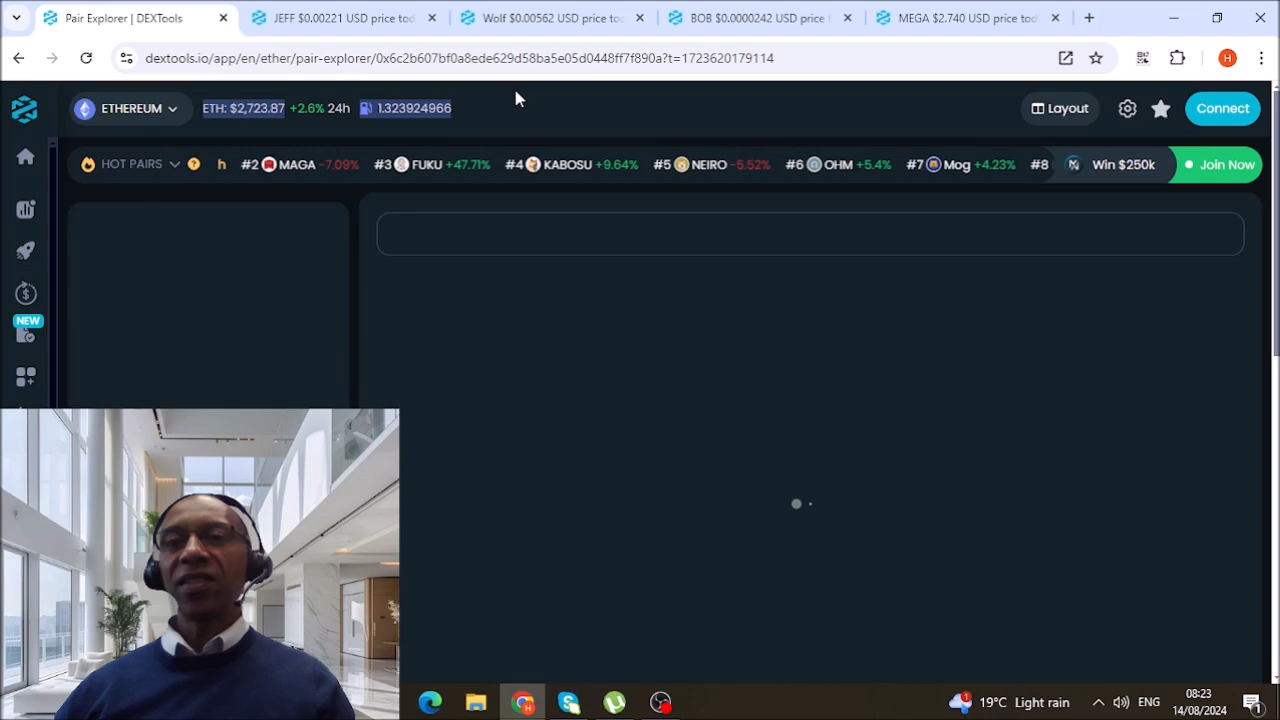 Pair Explorer | DEXTools
JEFF $0.00221 USD price tod
Wolf $0.00562 USD price to
BOB $0.0000242 USD price
MEGA $2.740 USD price tod
dextools.io/app/en/ether/pair-explorer/0x6c2b607bf0a8ede629d58ba5e05d0448ff7f890a?t=1723620179114
H
ETHEREUM
ETH: $2,723.87 +2.6% 24h
1.323924966
Layout
Connect
HOT PAIRS
?
h
#2 MAGA -7.09%
#3 FUKU +47.71%
#4 KABOSU +9.64%
#5 NEIRO -5.52%
#6 OHM +5.4%
#7 Mog +4.23%
#8
Win $250k
Join Now
NEW
1
19°C Light rain
ENG
08:23
14/08/2024
1